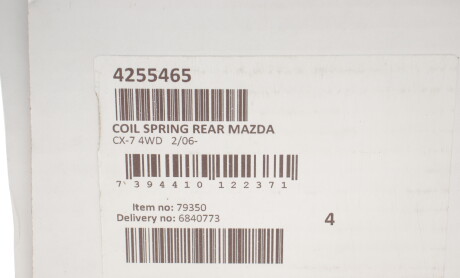 4255465
COIL SPRING REAR MAZDA
CX-7 4WD 2/06-
7 394410 122371
Item no: 79350
Delivery no: 6840773
4